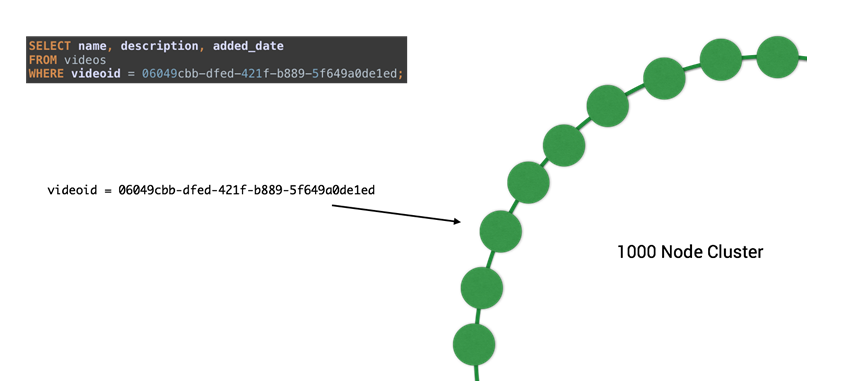 SELECT name, description, added_date
FROM videos
WHERE videoid = 06049cbb-dfed-421f-b889-5f649a0de1ed;
videoid = 06049cbb-dfed-421f-b889-5f649a0de1ed
1000 Node Cluster